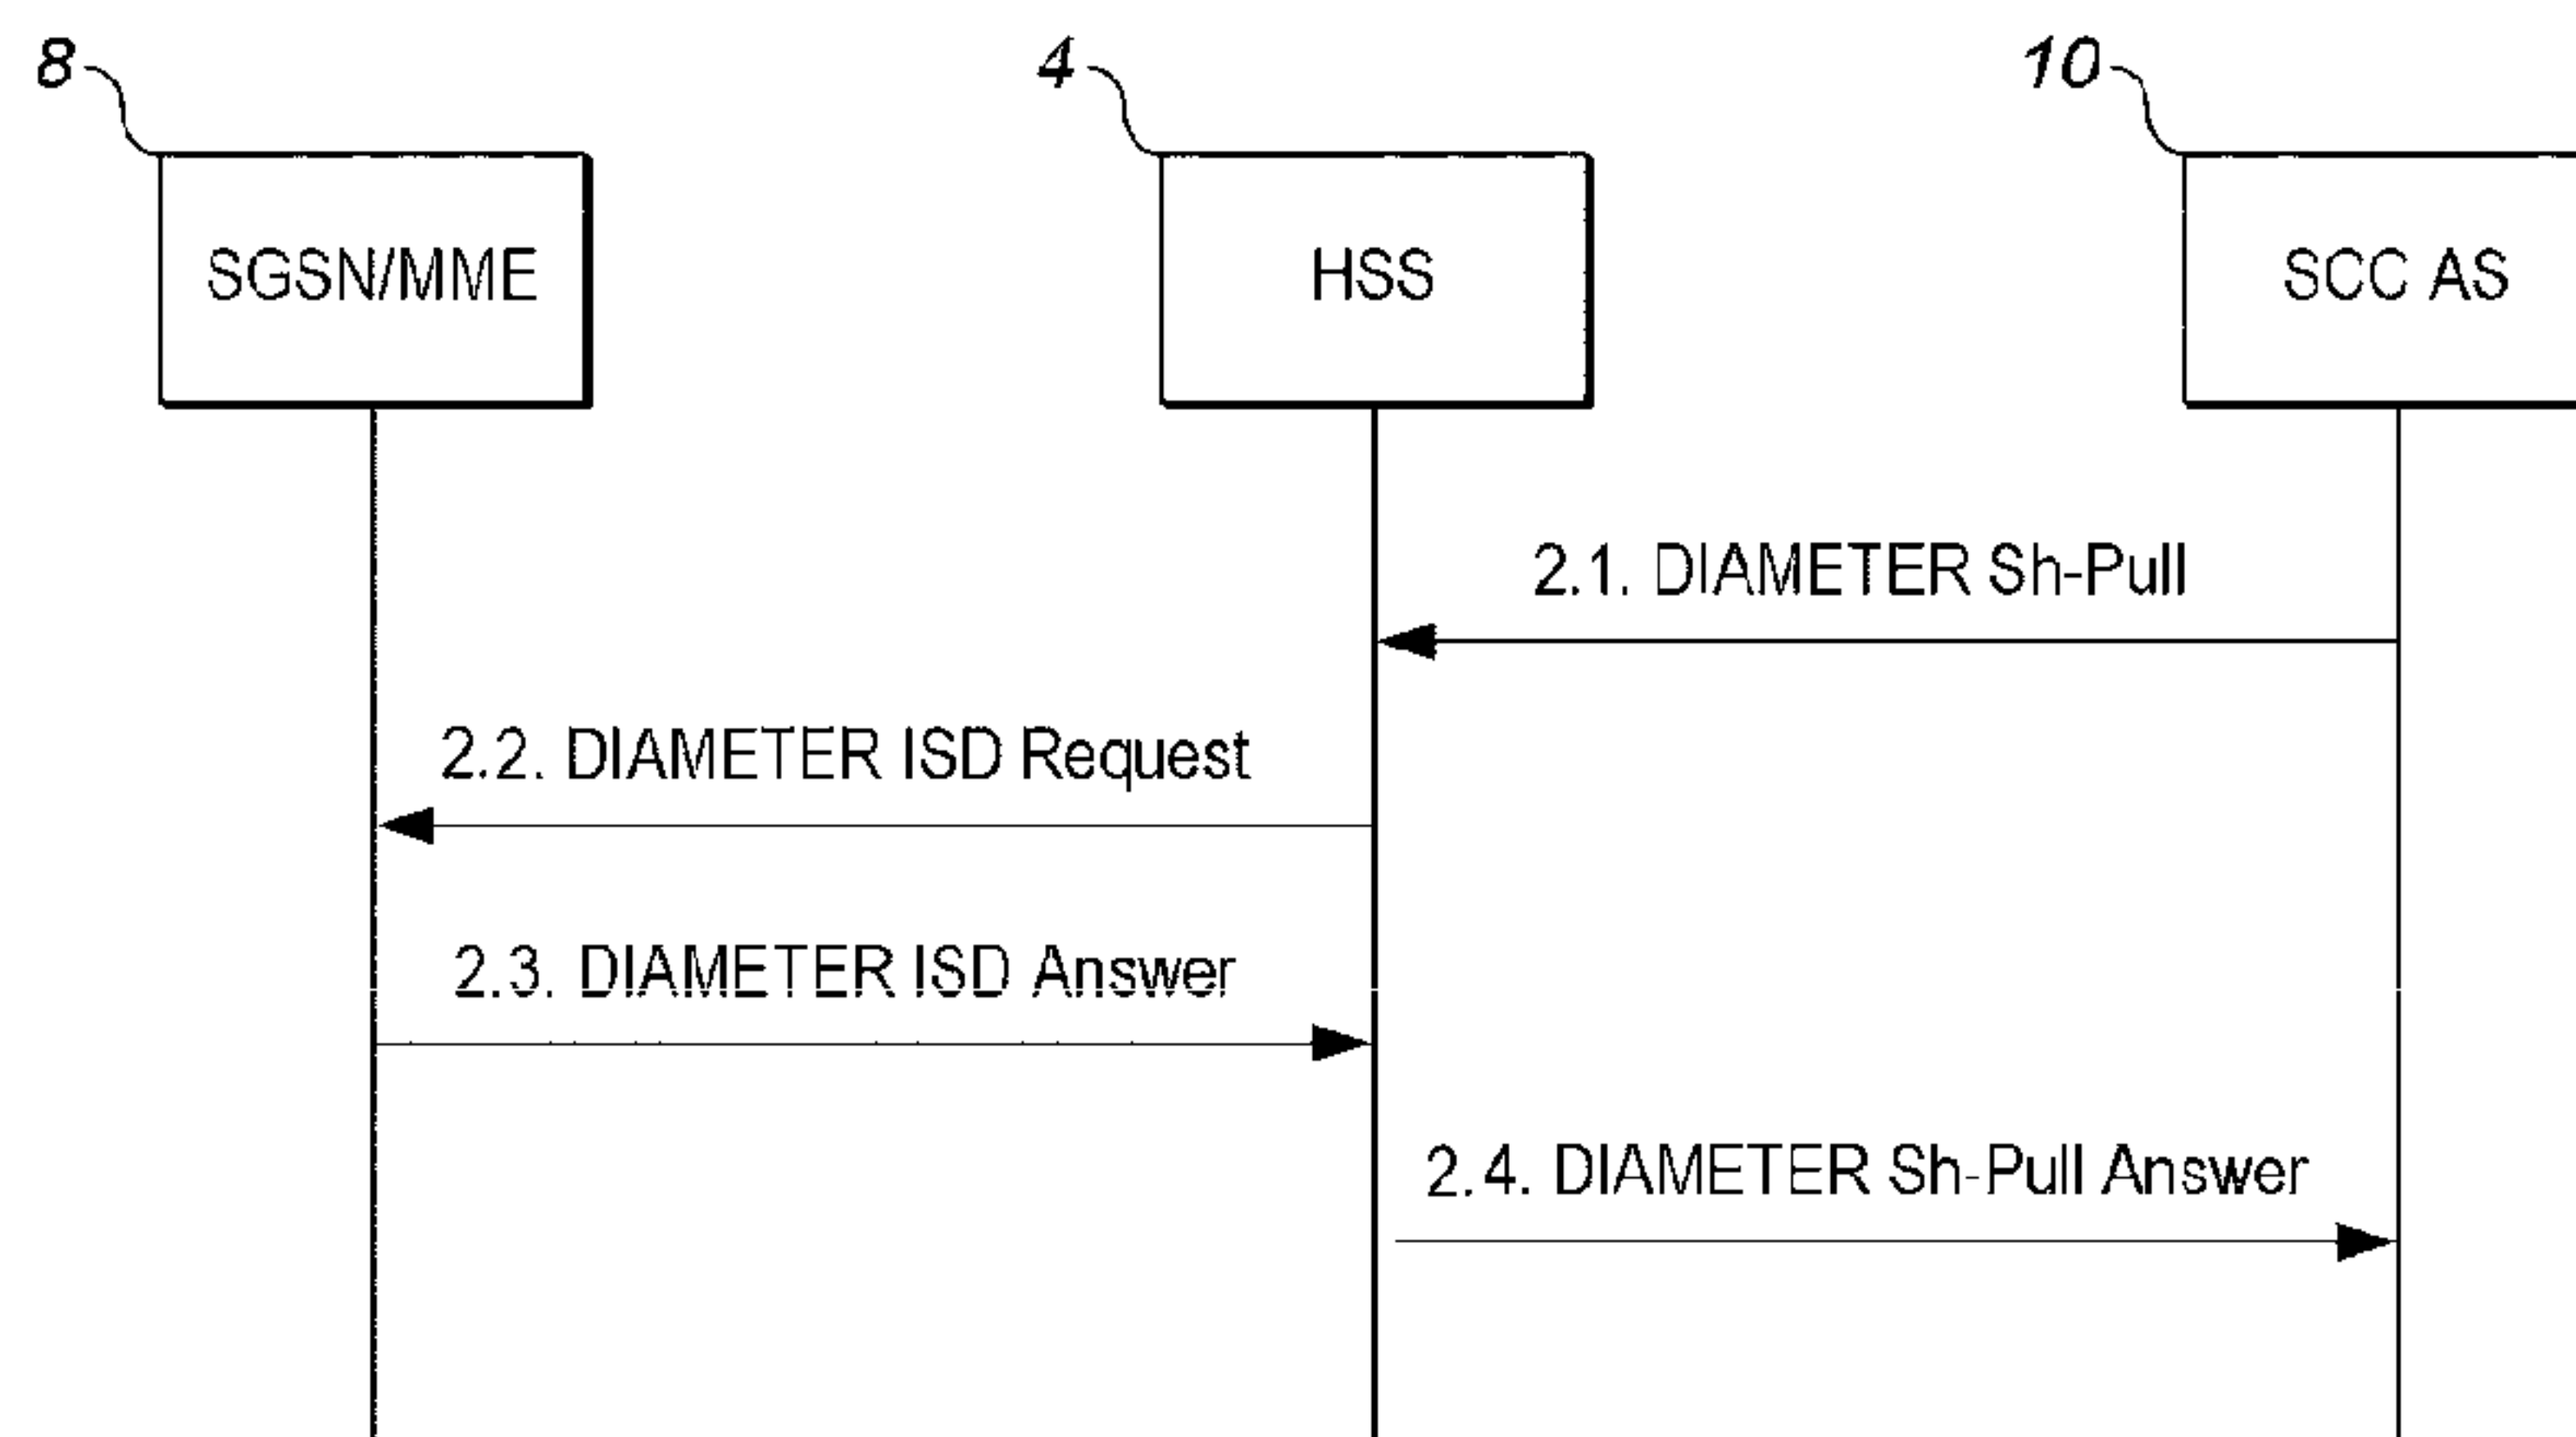 8
4
10
SGSN/MME
HSS
SCC AS
2.1. DIAMETER Sh-Pull
2.2. DIAMETER ISD Request
2.3. DIAMETER ISD Answer
2.4. DIAMETER Sh-Pull Answer